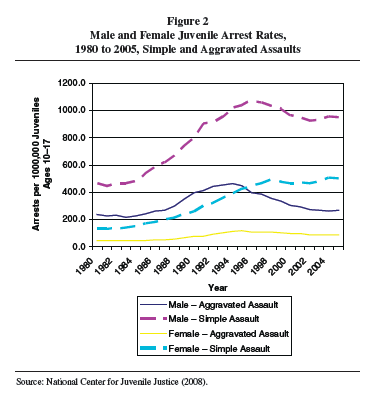 Figure 2
Male and Female Juvenile Arrest Rates,
1980 to 2005, Simple and Aggravated Assaults
Arrests per 1000,000 Juveniles
Ages 10–17
1200.0
1000.0
800.0
600.0
400.0
200.0
0.0
1980
1982
1984
1986
1988
1990
1992
1994
1996
1998
2000
2002
2004
Year
Male – Aggravated Assault
Male – Simple Assault
Female – Aggravated Assault
Female – Simple Assault
Source: National Center for Juvenile Justice (2008).